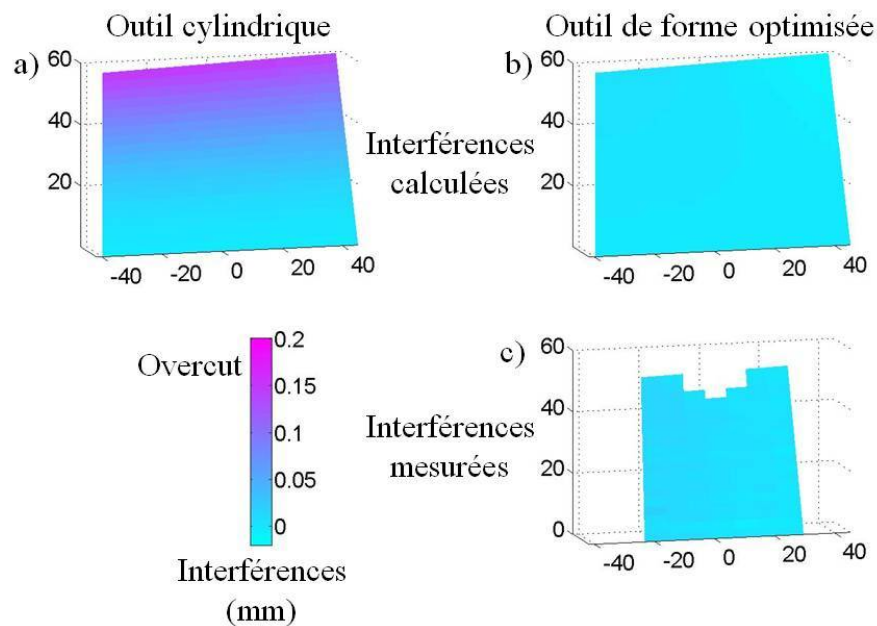 Outil cylindrique
Outil de forme optimisée
a)
60
40
20
-40
-20
0
20
40
Interférences
calculées
b)
60
40
20
-40
-20
0
20
40
Overcut
0.2
0.15
0.1
0.05
0
Interférences
(mm)
Interférences
mesurées
c)
60
40
20
0
-40
-20
0
20
40